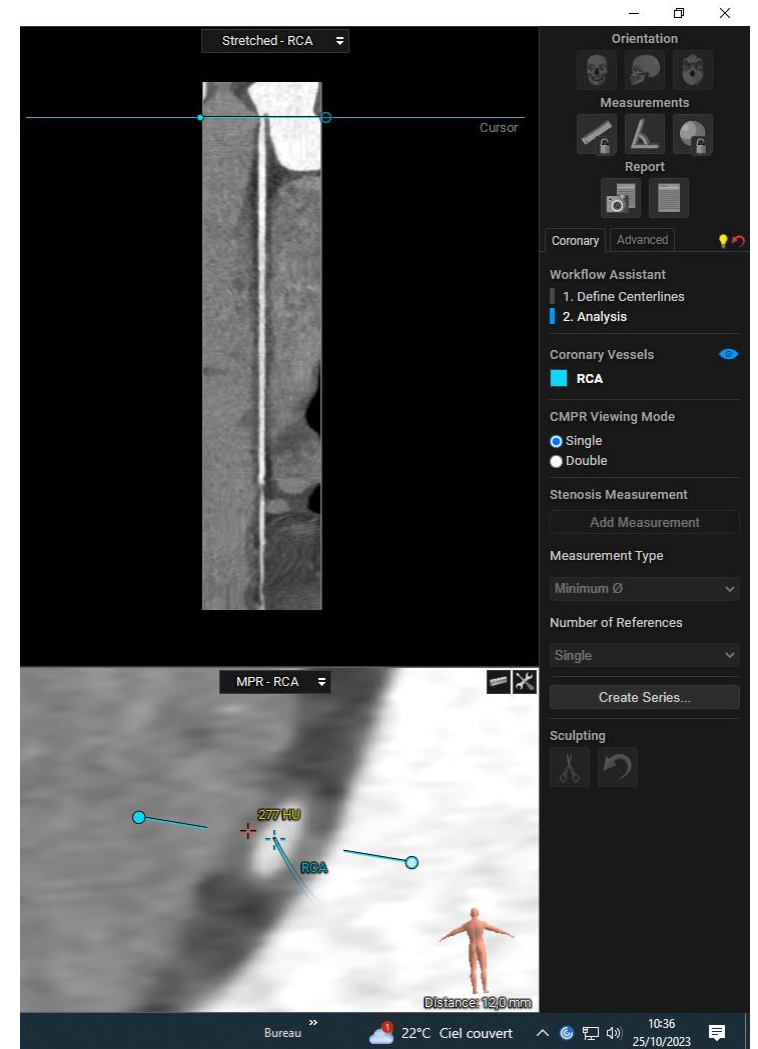 Stretched - RCA
Cursor
Orientation
Measurements
Report
Coronary
Advanced
Workflow Assistant
1. Define Centerlines
2. Analysis
Coronary Vessels
RCA
CMPR Viewing Mode
Single
Double
Stenosis Measurement
Add Measurement
Measurement Type
Minimum Ø
Number of References
Single
Create Series...
Sculpting
MPR - RCA
277 HU
RCA
Distance: 12,0 mm
Bureau
»
1
22°C Ciel couvert
10:36
25/10/2023